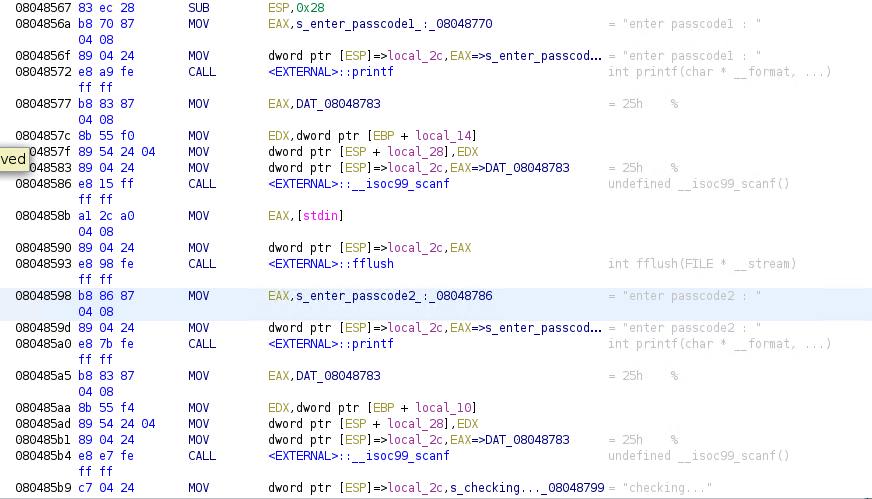 08048567 83 ec 28 SUB ESP,0x28
0804856a b8 70 87 MOV EAX,s_enter_passcode1_:_08048770 = "enter passcode1 : "
04 08
0804856f 89 04 24 MOV dword ptr [ESP]=>local_2c,EAX=>s_enter_passcod... = "enter passcode1 : "
08048572 e8 a9 fe CALL <EXTERNAL>::printf int printf(char * __format, ...)
ff ff
08048577 b8 83 87 MOV EAX,DAT_08048783 = 25h %
04 08
0804857c 8b 55 f0 MOV EDX,dword ptr [EBP + local_14]
ved
0804857f 89 54 24 04 MOV dword ptr [ESP + local_28],EDX
08048583 89 04 24 MOV dword ptr [ESP]=>local_2c,EAX=>DAT_08048783 = 25h %
08048586 e8 15 ff CALL <EXTERNAL>::__isoc99_scanf undefined __isoc99_scanf()
ff ff
0804858b a1 2c a0 MOV EAX,[stdin]
04 08
08048590 89 04 24 MOV dword ptr [ESP]=>local_2c,EAX
08048593 e8 98 fe CALL <EXTERNAL>::fflush int fflush(FILE * __stream)
ff ff
08048598 b8 86 87 MOV EAX,s_enter_passcode2_:_08048786 = "enter passcode2 : "
04 08
0804859d 89 04 24 MOV dword ptr [ESP]=>local_2c,EAX=>s_enter_passcod... = "enter passcode2 : "
080485a0 e8 7b fe CALL <EXTERNAL>::printf int printf(char * __format, ...)
ff ff
080485a5 b8 83 87 MOV EAX,DAT_08048783 = 25h %
04 08
080485aa 8b 55 f4 MOV EDX,dword ptr [EBP + local_10]
080485ad 89 54 24 04 MOV dword ptr [ESP + local_28],EDX
080485b1 89 04 24 MOV dword ptr [ESP]=>local_2c,EAX=>DAT_08048783 = 25h %
080485b4 e8 e7 fe CALL <EXTERNAL>::__isoc99_scanf undefined __isoc99_scanf()
ff ff
080485b9 c7 04 24 MOV dword ptr [ESP]=>local_2c,s_checking..._08048799 = "checking..."